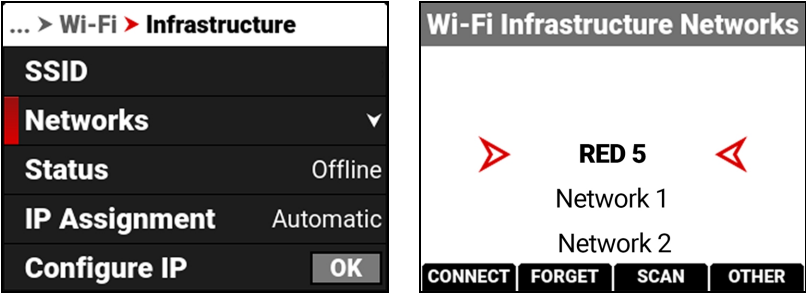 ... > Wi-Fi > Infrastructure
SSID
Networks
Status Offline
IP Assignment Automatic
Configure IP OK
Wi-Fi Infrastructure Networks
RED 5
Network 1
Network 2
CONNECT FORGET SCAN OTHER